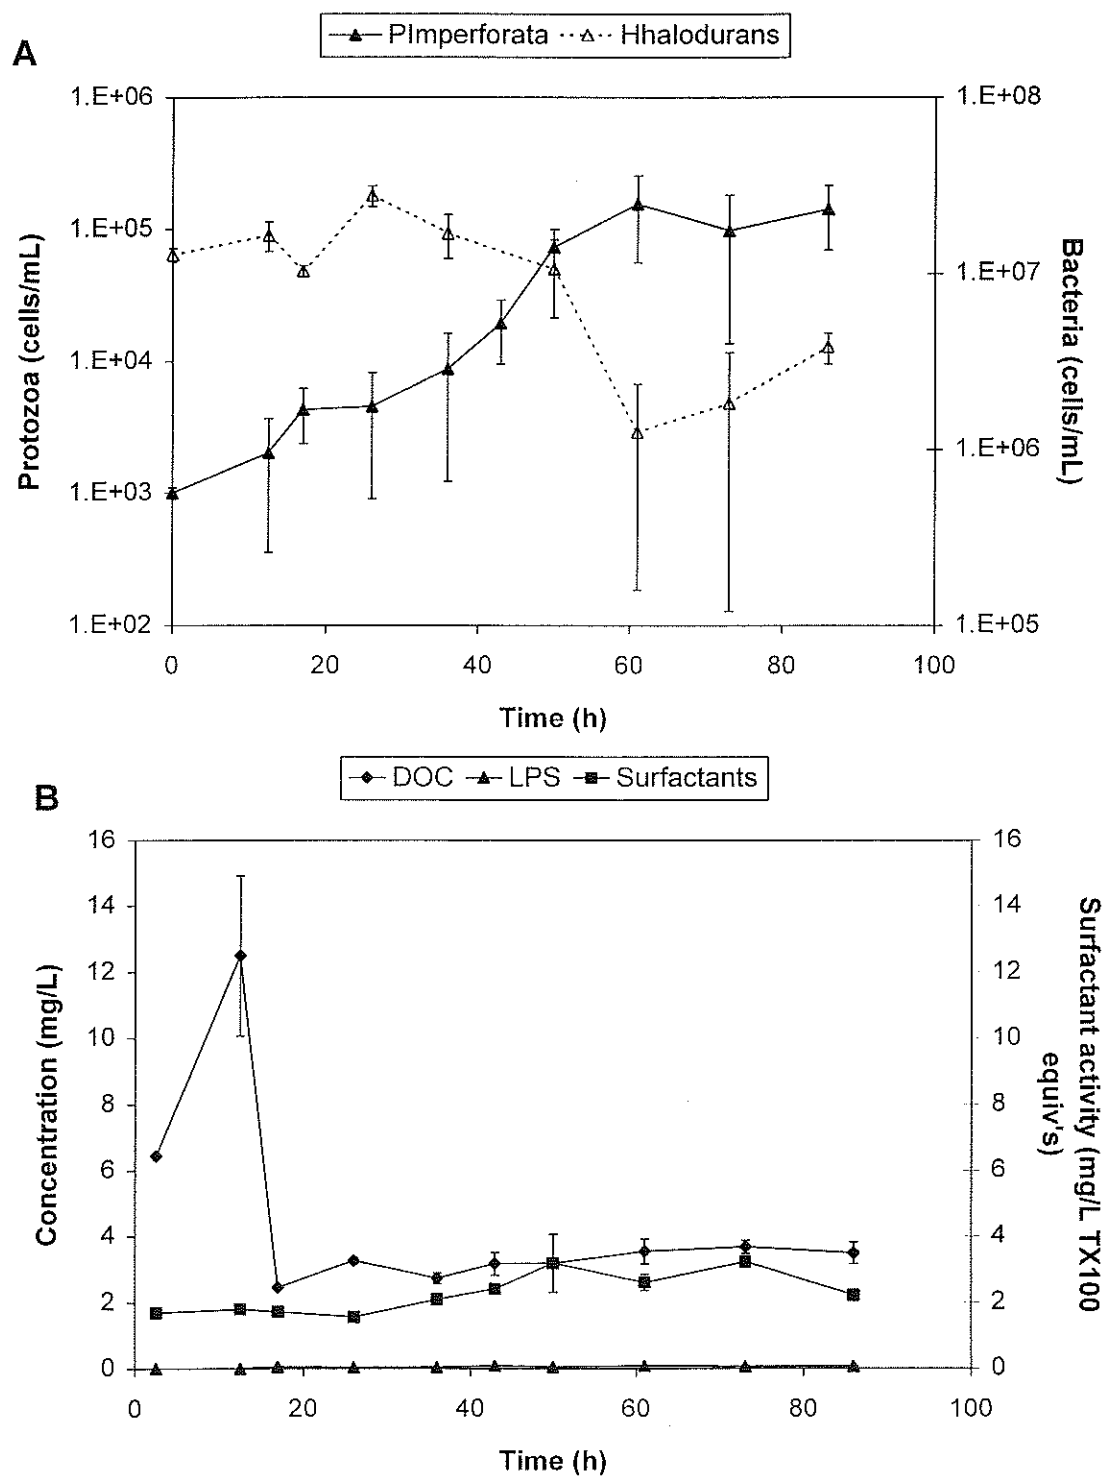 PImperforata Hhalodurans
A
1.E+06
1.E+05
1.E+04
1.E+03
1.E+02
1.E+08
1.E+07
1.E+06
1.E+05
Protozoa (cells/mL)
Bacteria (cells/mL)
0 20 40 60 80 100
Time (h)
DOC LPS Surfactants
B
16
14
12
10
8
6
4
2
0
16
14
12
10
8
6
4
2
0
Concentration (mg/L)
Surfactant activity (mg/L TX100
equiv's)
0 20 40 60 80 100
Time (h)